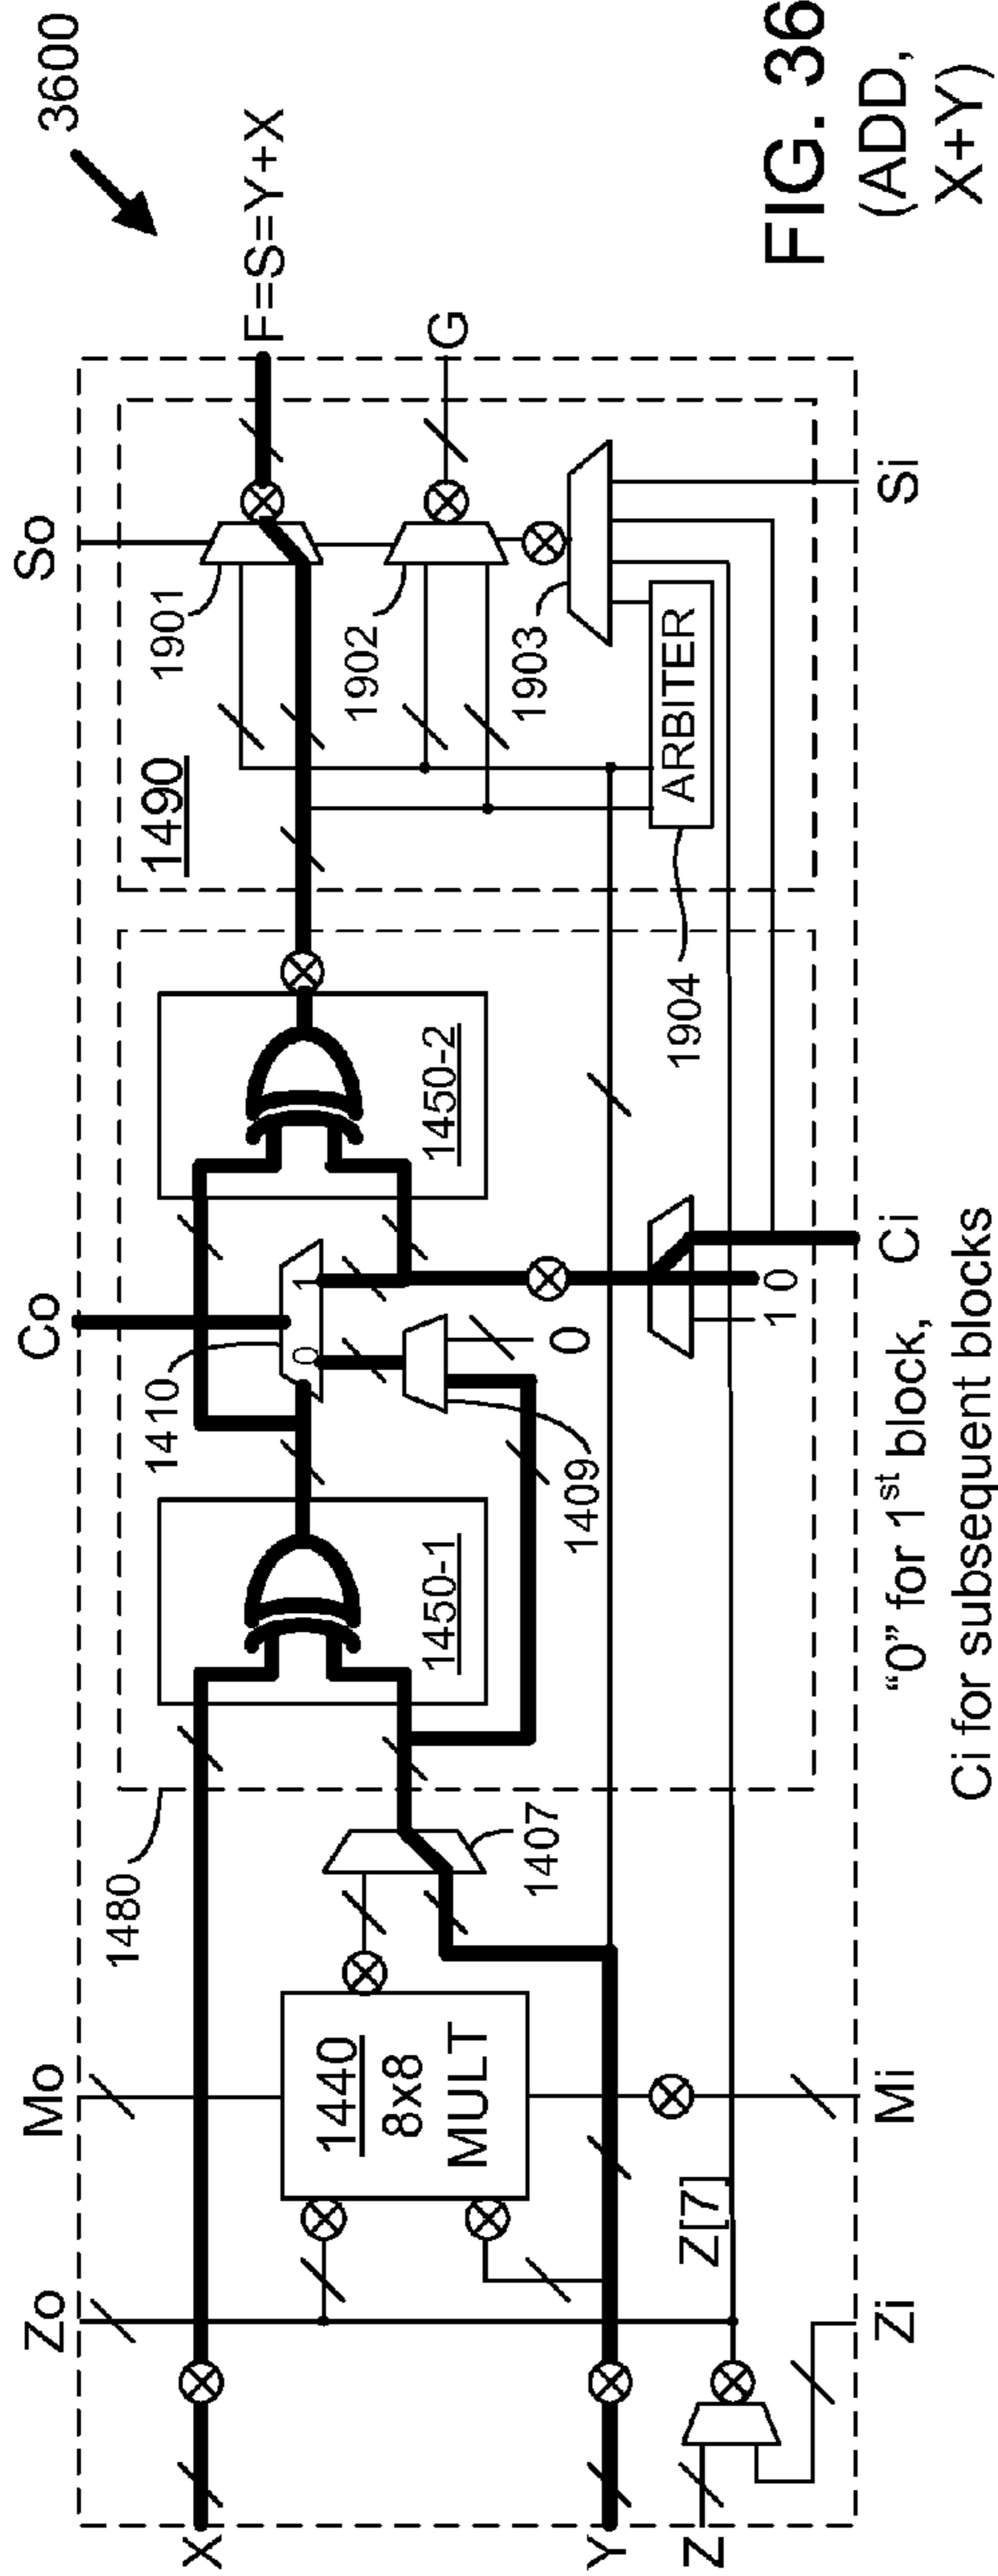 3600
So
Co
Mo
Zo
F=S=Y+X
G
1901
1902
1903
1490
ARBITER
1904
1450-2
1410
0
1
1409
0
1450-1
1480
1407
1440
8x8
MULT
X
Y
Z
Z[7]
1 0
Si
Ci
Mi
Zi
"0" for 1st block,
Ci for subsequent blocks
FIG. 36
(ADD,
X+Y)